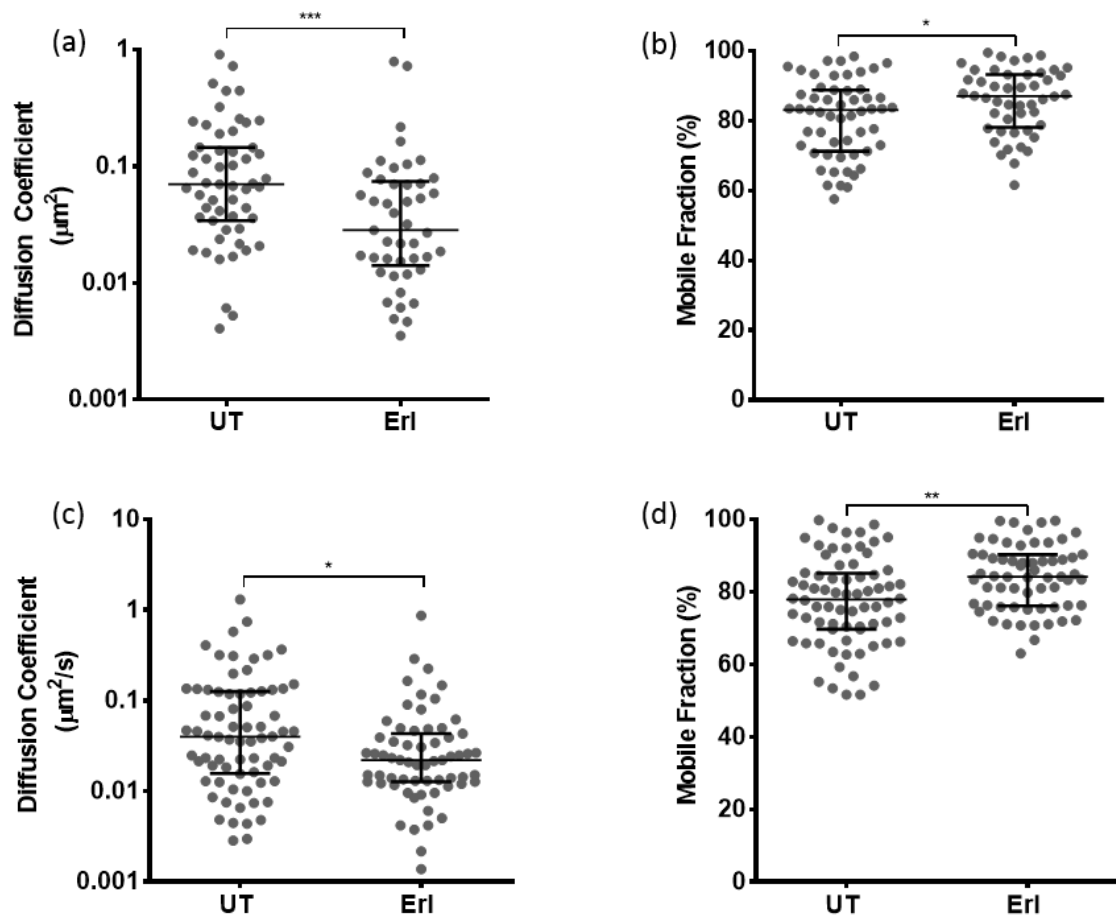 (a)
***
Diffusion Coefficient
(μm²)
1
0.1
0.01
0.001
UT
Erl
(b)
*
Mobile Fraction (%)
100
80
60
40
20
0
UT
Erl
(c)
*
Diffusion Coefficient
(μm²/s)
10
1
0.1
0.01
0.001
UT
Erl
(d)
**
Mobile Fraction (%)
100
80
60
40
20
0
UT
Erl